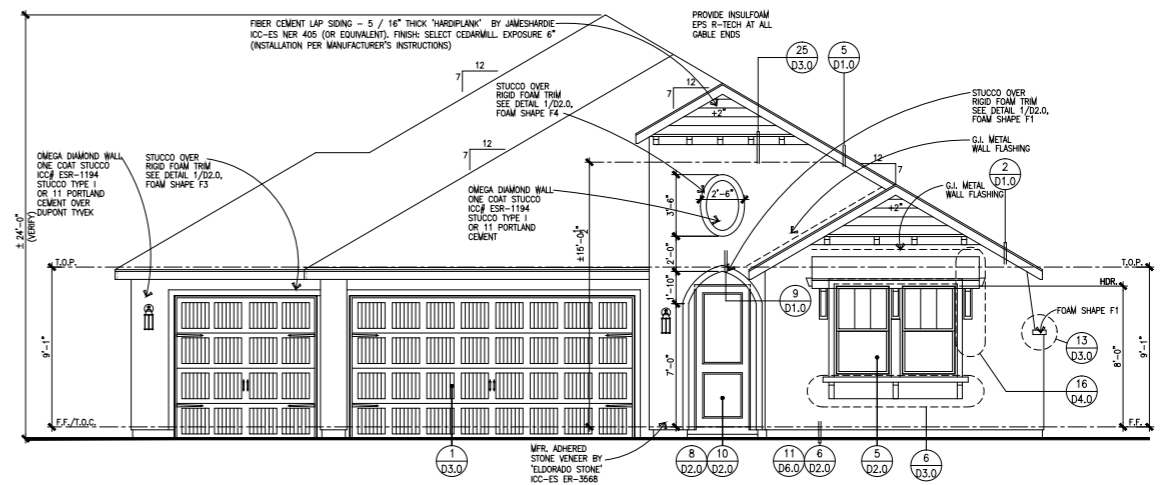 FIBER CEMENT LAP SIDING - 5 / 16" THICK 'HARDIPLANK' BY JAMESHARDIE
ICC-ES NER 405 (OR EQUIVALENT). FINISH: SELECT CEDARMILL. EXPOSURE 6"
(INSTALLATION PER MANUFACTURER'S INSTRUCTIONS)
PROVIDE INSULFOAM
EPS R-TECH AT ALL
GABLE ENDS
25
D3.0
5
D1.0
12
7
12
7
12
7
12
7
STUCCO OVER
RIGID FOAM TRIM
SEE DETAIL 1/D2.0,
FOAM SHAPE F4
STUCCO OVER
RIGID FOAM TRIM
SEE DETAIL 1/D2.0,
FOAM SHAPE F1
G.I. METAL
WALL FLASHING
G.I. METAL
WALL FLASHING
2
D1.0
+2"
+2"
OMEGA DIAMOND WALL
ONE COAT STUCCO
ICC# ESR-1194
STUCCO TYPE I
OR 11 PORTLAND
CEMENT OVER
DUPONT TYVEK
STUCCO OVER
RIGID FOAM TRIM
SEE DETAIL 1/D2.0,
FOAM SHAPE F3
OMEGA DIAMOND WALL
ONE COAT STUCCO
ICC# ESR-1194
STUCCO TYPE I
OR 11 PORTLAND
CEMENT
± 24'-0"
(VERIFY)
±15'-0½"
3'-6"
2'-6"
2'-0"
1'-10"
7'-0"
T.O.P.
T.O.P.
HDR.
9'-1"
8'-0"
9'-1"
F.F./T.O.C.
F.F.
9
D1.0
FOAM SHAPE F1
13
D3.0
16
D4.0
1
D3.0
MFR. ADHERED
STONE VENEER BY
'ELDORADO STONE'
ICC-ES ER-3568
8
D2.0
10
D2.0
11
D6.0
6
D2.0
5
D2.0
6
D3.0